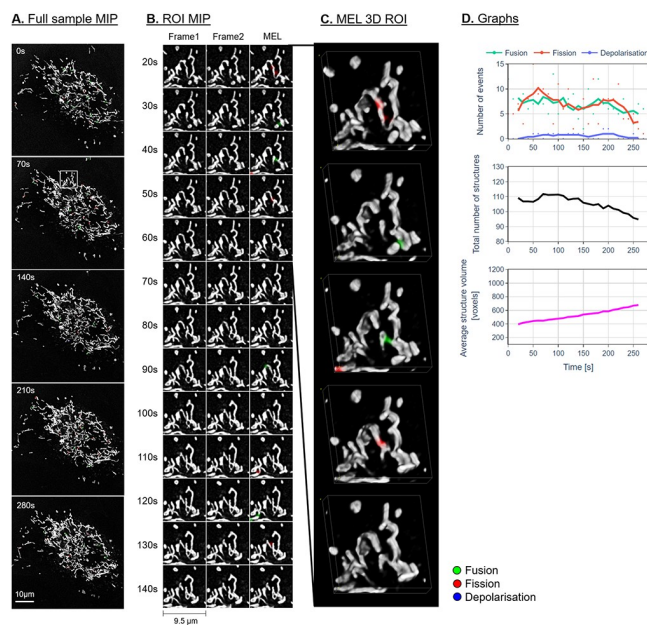 A. Full sample MIP
B. ROI MIP
C. MEL 3D ROI
D. Graphs
Frame1 Frame2 MEL
0s
70s
140s
210s
280s
10µm
20s
30s
40s
50s
60s
70s
80s
90s
100s
110s
120s
130s
140s
9.5 µm
Fusion Fission Depolarisation
Number of events
15
10
5
0
Total number of structures
130
120
110
100
90
80
Average structure volume
[voxels]
1200
1000
800
600
400
200
0 50 100 150 200 250
Time [s]
Fusion
Fission
Depolarisation